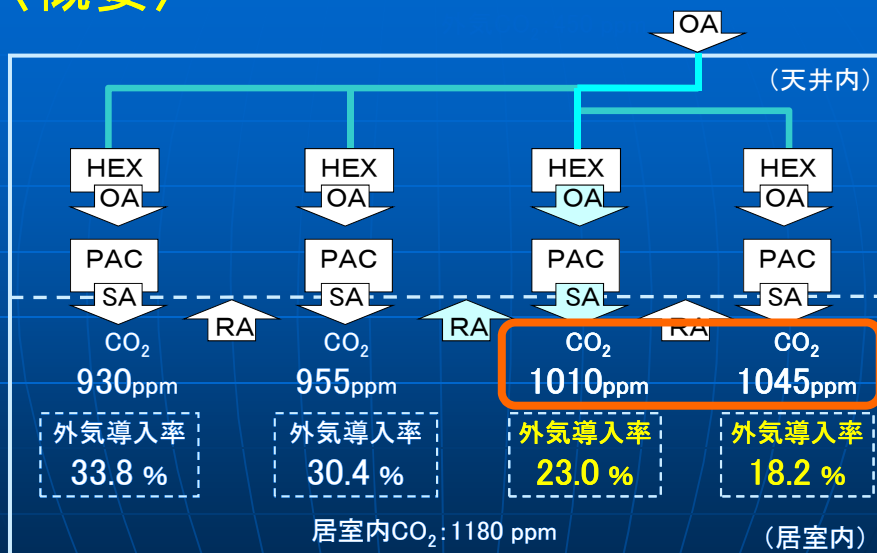 (概要)
OA
(天井内)
HEX HEX HEX HEX
OA OA OA OA
PAC PAC PAC PAC
SA SA SA SA
RA RA RA
CO₂ CO₂ CO₂ CO₂
930ppm 955ppm 1010ppm 1045ppm
外気導入率 外気導入率 外気導入率 外気導入率
33.8 % 30.4 % 23.0 % 18.2 %
居室内CO₂:1180 ppm
(居室内)